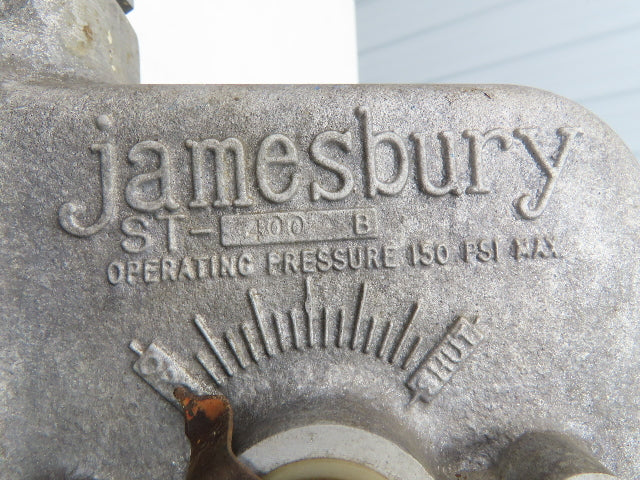 jamesbury
ST-400 B
OPERATING PRESSURE 150 PSI MAX
SHUT